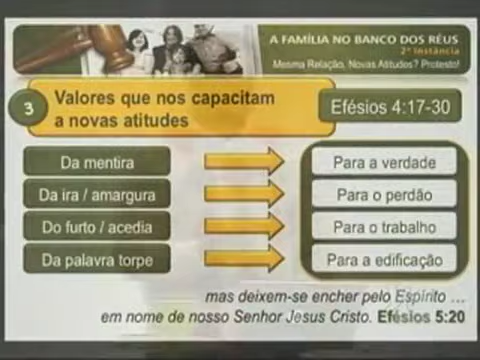 A FAMÍLIA NO BANCO DOS RÉUS
2ª Instância
Mesma Relação, Novas Atitudes? Protesto!
3
Valores que nos capacitam
a novas atitudes
Efésios 4:17-30
Da mentira
Para a verdade
Da ira / amargura
Para o perdão
Do furto / acedia
Para o trabalho
Da palavra torpe
Para a edificação
mas deixem-se encher pelo Espírito ...
em nome de nosso Senhor Jesus Cristo. Efésios 5:20